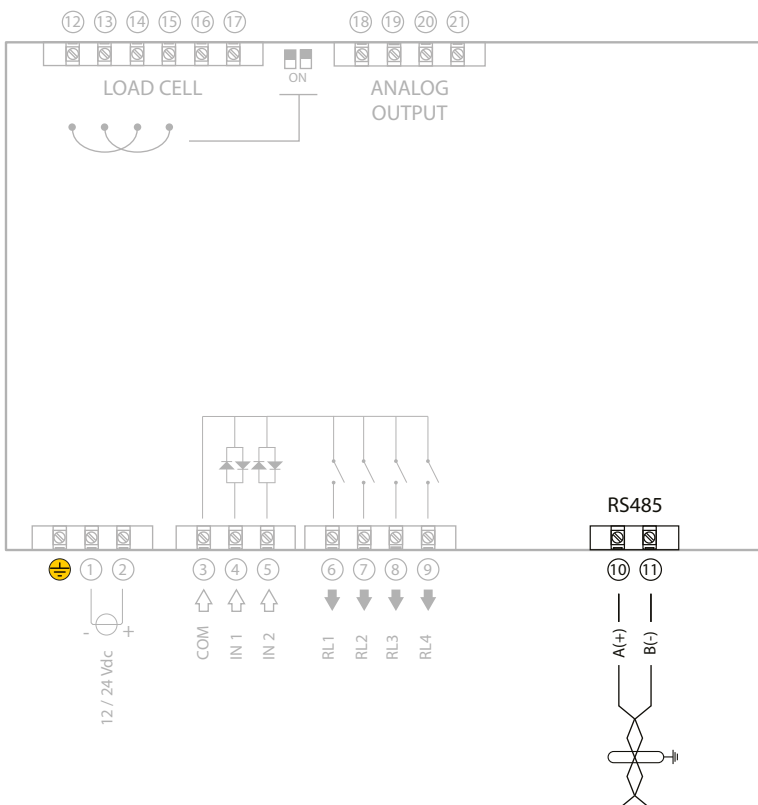 12 13 14 15 16 17 18 19 20 21
ON
LOAD CELL
ANALOG
OUTPUT
RS485
1 2 3 4 5 6 7 8 9 10 11
- +
12 / 24 Vdc
COM
IN 1
IN 2
RL1
RL2
RL3
RL4
A(+)
B(-)